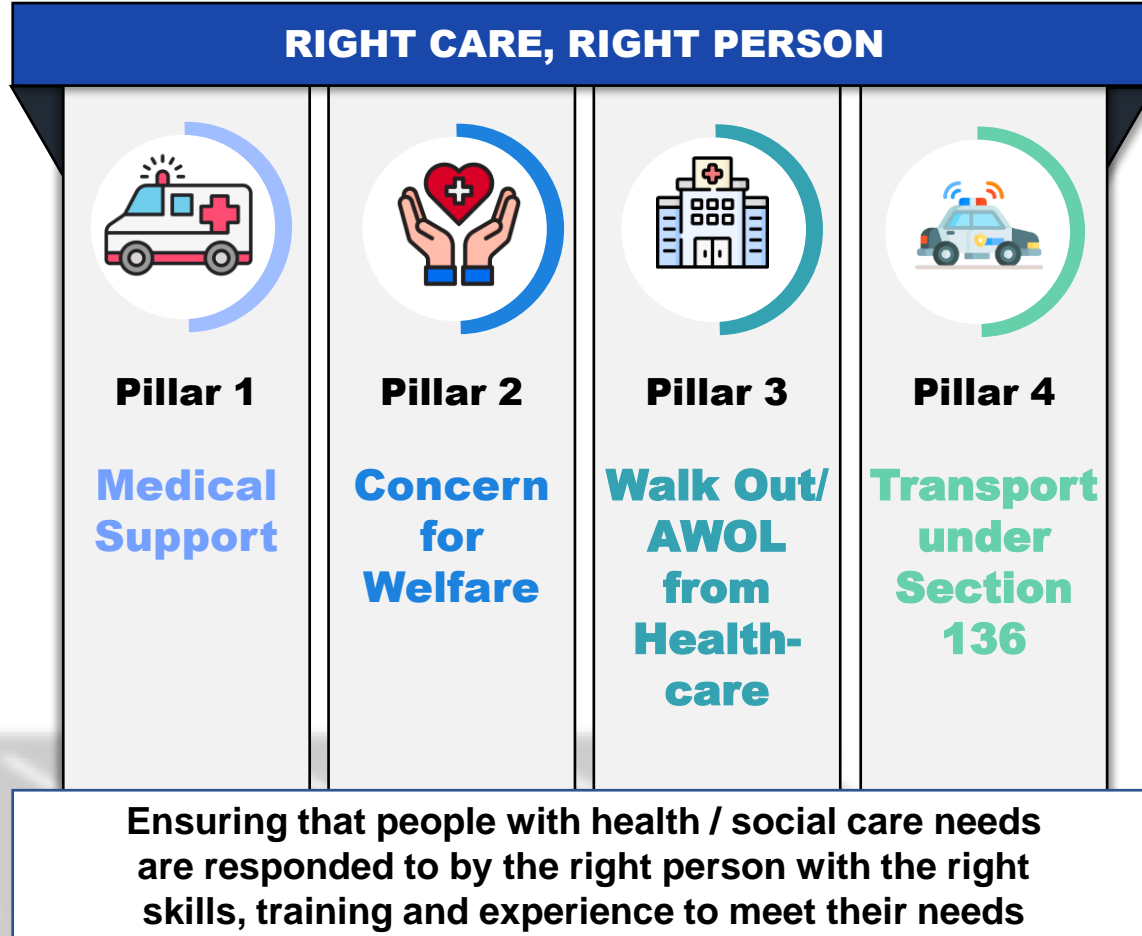 RIGHT CARE, RIGHT PERSON
Pillar 1
Medical
Support
Pillar 2
Concern
for
Welfare
Pillar 3
Walk Out/
AWOL
from
Health-
care
Pillar 4
Transport
under
Section
136
Ensuring that people with health / social care needs
are responded to by the right person with the right
skills, training and experience to meet their needs